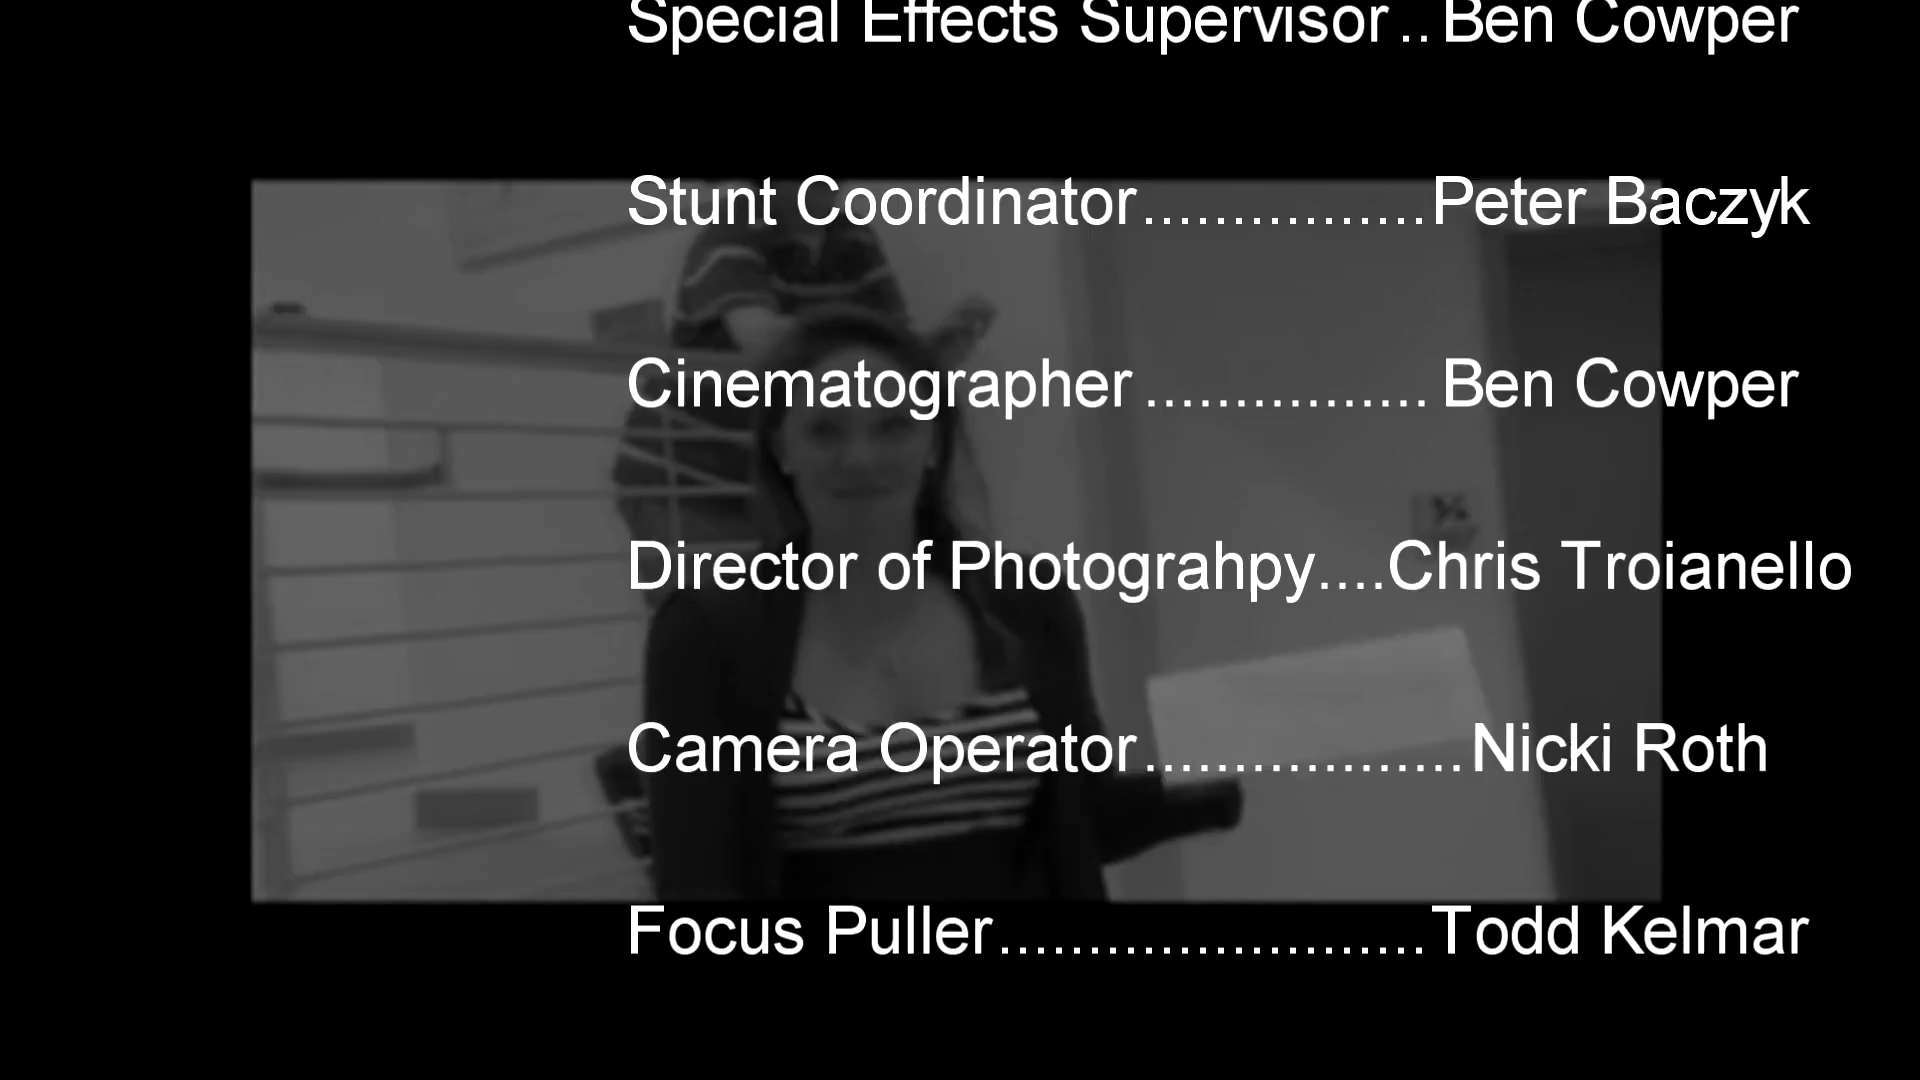 Special Effects Supervisor..Ben Cowper
Stunt Coordinator................Peter Baczyk
Cinematographer................Ben Cowper
Director of Photograhpy....Chris Troianello
Camera Operator..................Nicki Roth
Focus Puller........................Todd Kelmar